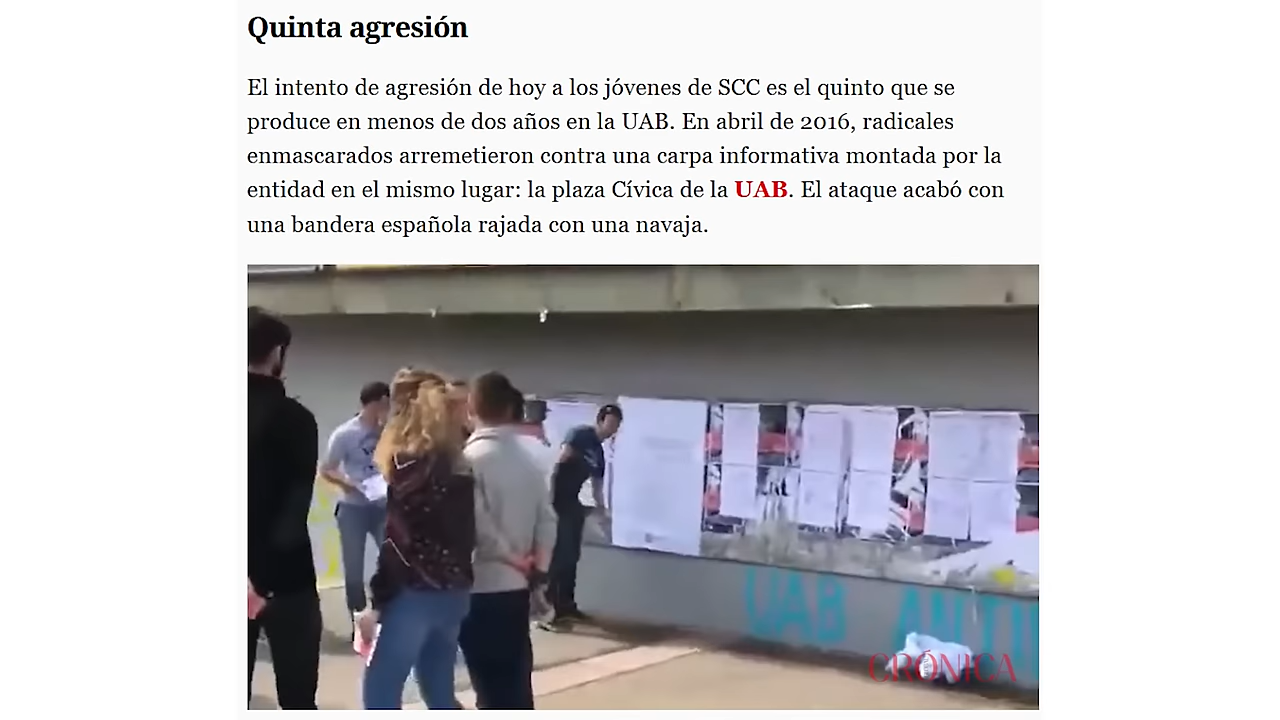 Quinta agresión
El intento de agresión de hoy a los jóvenes de SCC es el quinto que se
produce en menos de dos años en la UAB. En abril de 2016, radicales
enmascarados arremetieron contra una carpa informativa montada por la
entidad en el mismo lugar: la plaza Cívica de la UAB. El ataque acabó con
una bandera española rajada con una navaja.
UAB ANTI
CRÓNICA